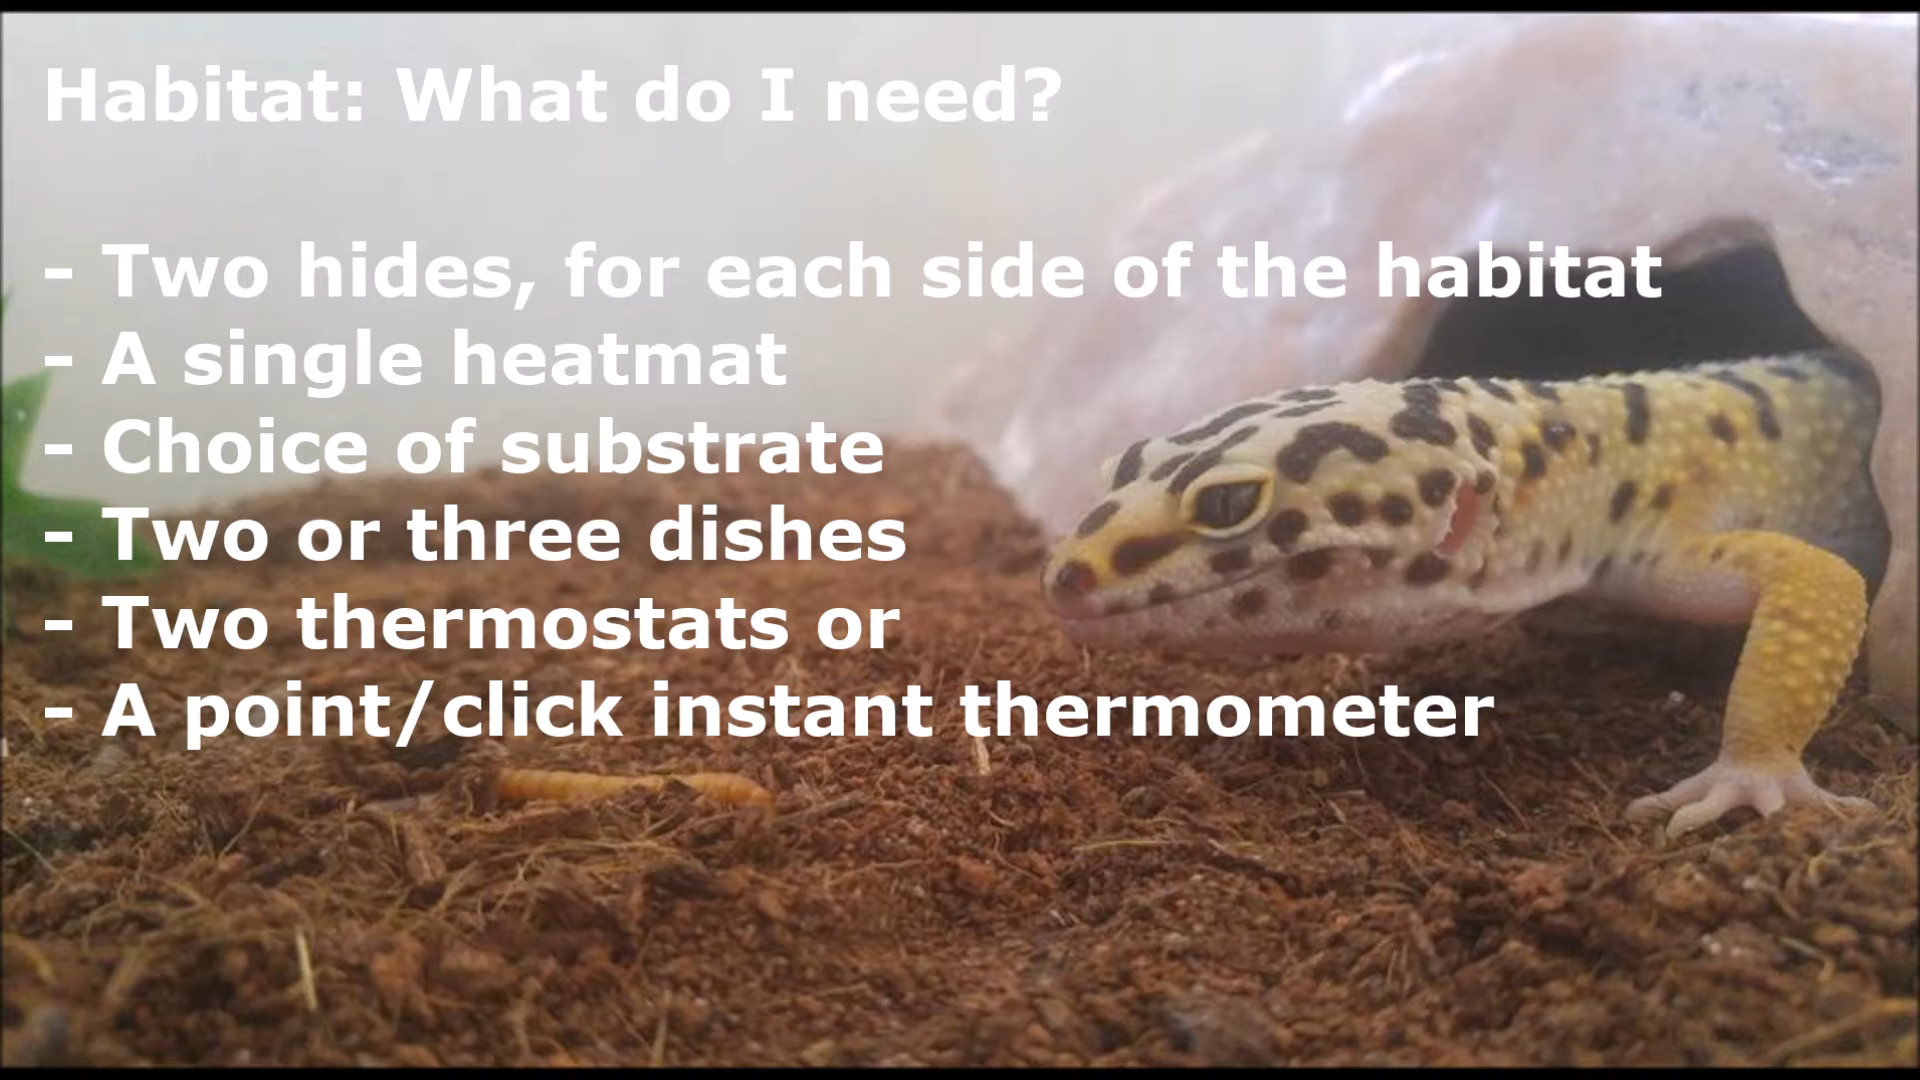 Habitat: What do I need?
- Two hides, for each side of the habitat
- A single heatmat
- Choice of substrate
- Two or three dishes
- Two thermostats or
- A point/click instant thermometer